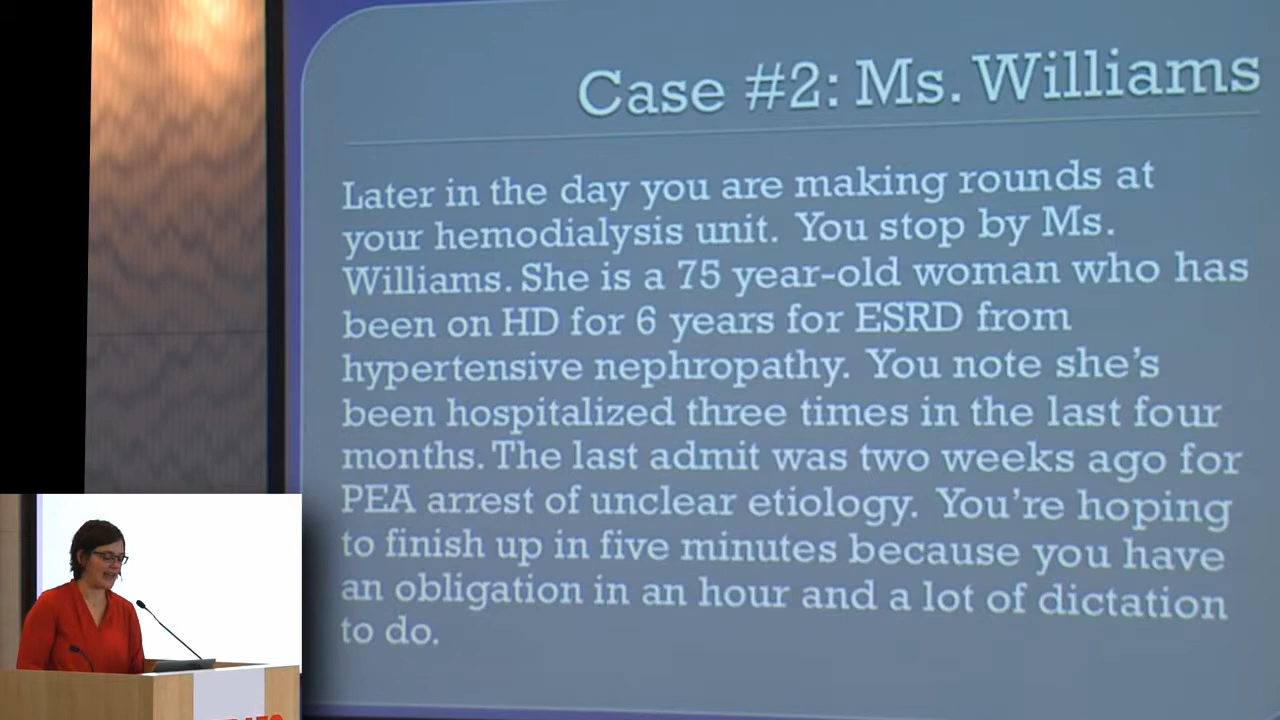 Case #2: Ms. Williams
Later in the day you are making rounds at
your hemodialysis unit. You stop by Ms.
Williams. She is a 75 year-old woman who has
been on HD for 6 years for ESRD from
hypertensive nephropathy. You note she's
been hospitalized three times in the last four
months. The last admit was two weeks ago for
PEA arrest of unclear etiology. You're hoping
to finish up in five minutes because you have
an obligation in an hour and a lot of dictation
to do.